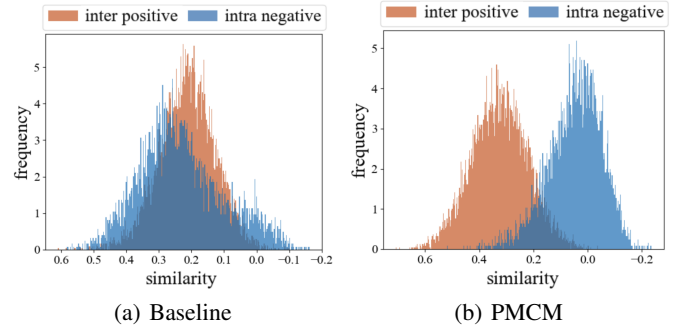 inter positive intra negative
frequency
5
4
3
2
1
0
0.6 0.5 0.4 0.3 0.2 0.1 0.0 −0.1 −0.2
similarity
(a) Baseline
inter positive intra negative
frequency
5
4
3
2
1
0
0.6 0.4 0.2 0.0 −0.2
similarity
(b) PMCM